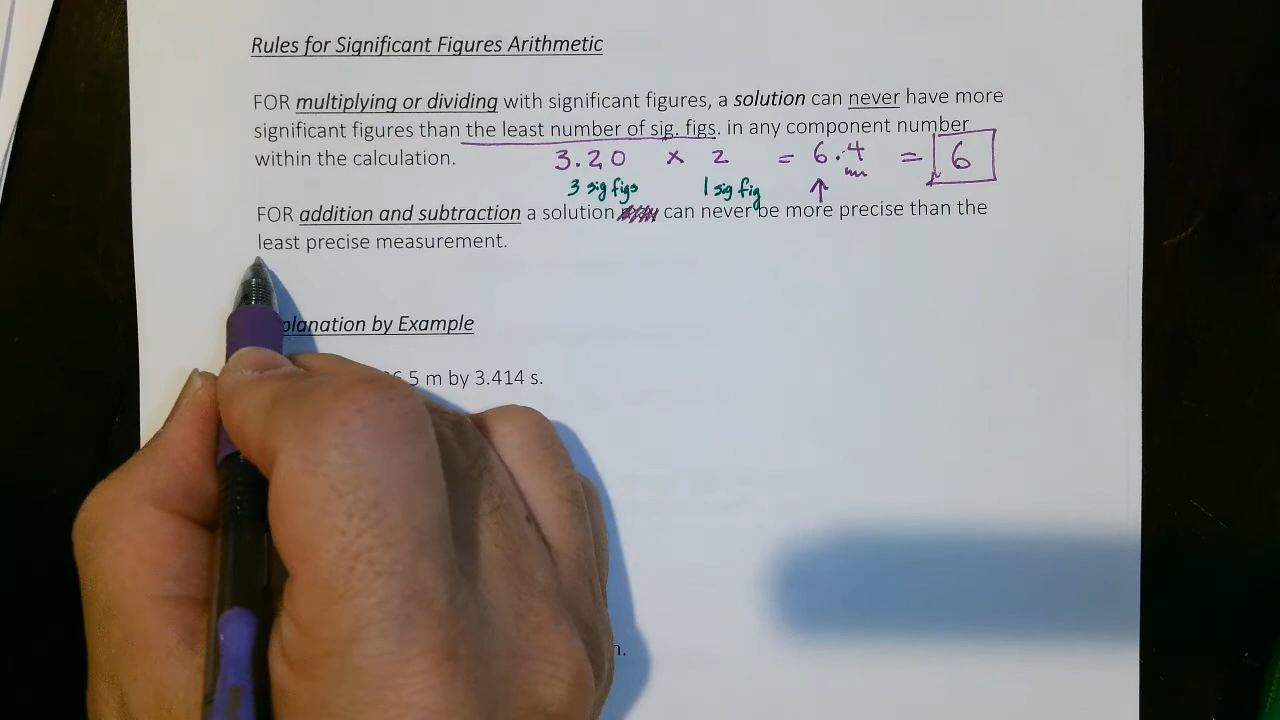 Rules for Significant Figures Arithmetic
FOR multiplying or dividing with significant figures, a solution can never have more
significant figures than the least number of sig. figs. in any component number
within the calculation. 3.20 x 2 = 6.4 = 6
3 sig figs 1 sig fig
FOR addition and subtraction a solution can never be more precise than the
least precise measurement.
by Example
5 m by 3.414 s.